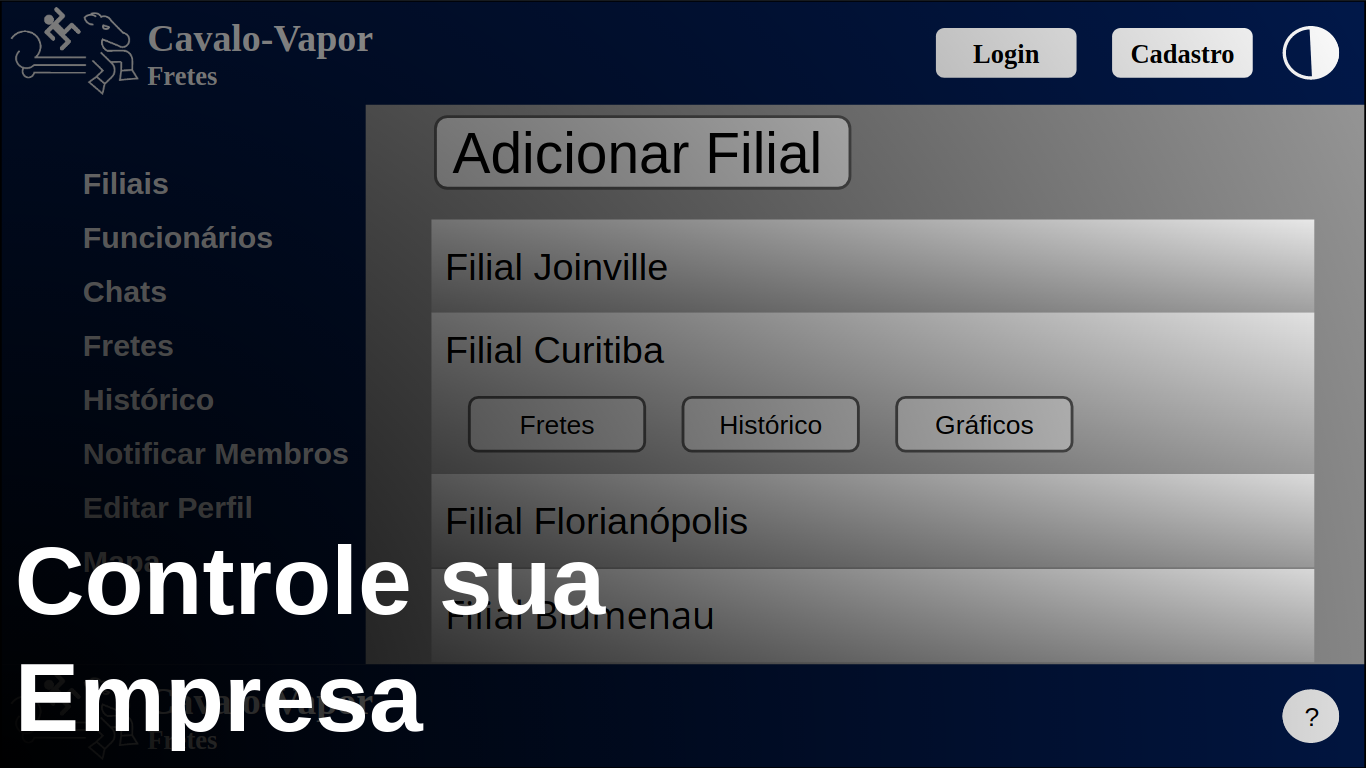 Cavalo-Vapor
Fretes
Login
Cadastro
Filiais
Funcionários
Chats
Fretes
Histórico
Notificar Membros
Editar Perfil
Mapa
Adicionar Filial
Filial Joinville
Filial Curitiba
Fretes
Histórico
Gráficos
Filial Florianópolis
Filial Blumenau
Controle sua
Empresa
Cavalo-Vapor
Fretes
?